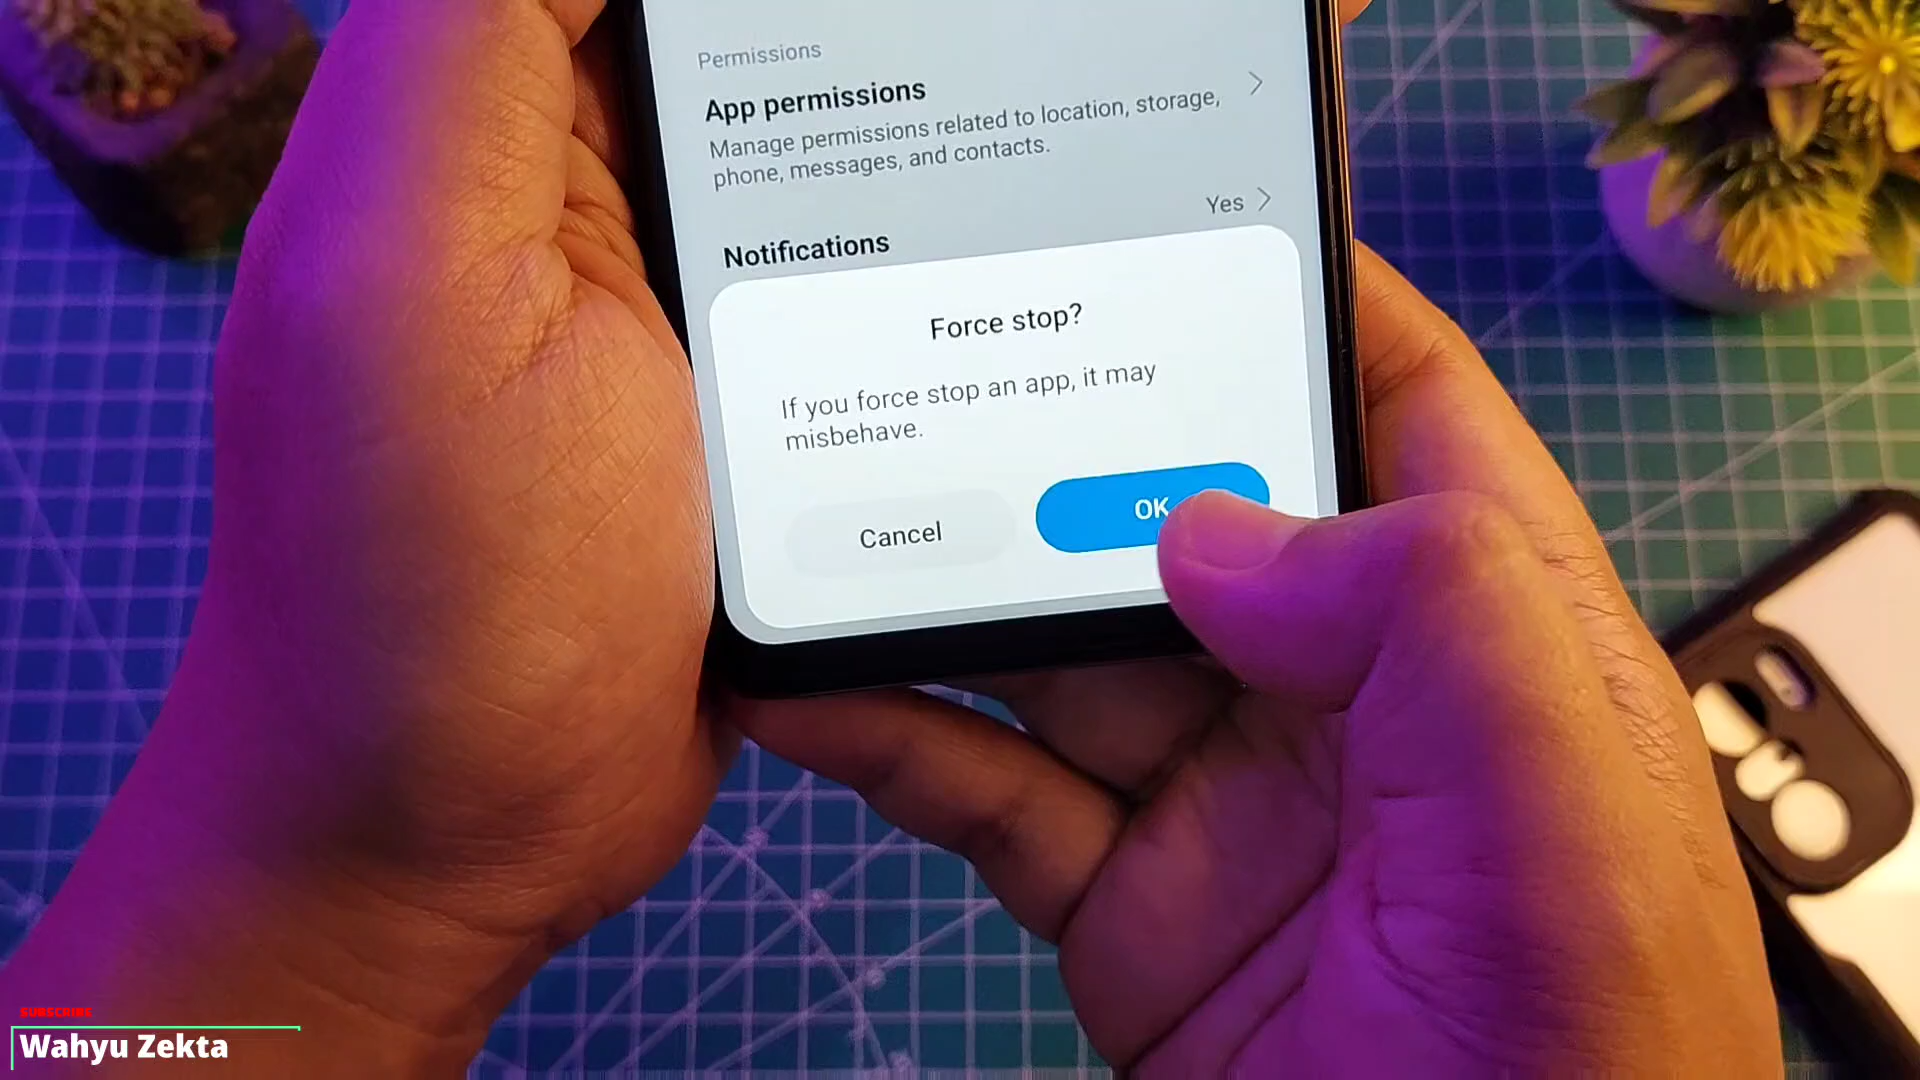 Permissions
App permissions
Manage permissions related to location, storage,
phone, messages, and contacts.
Yes
Notifications
Force stop?
If you force stop an app, it may
misbehave.
Cancel
OK
SUBSCRIBE
Wahyu Zekta